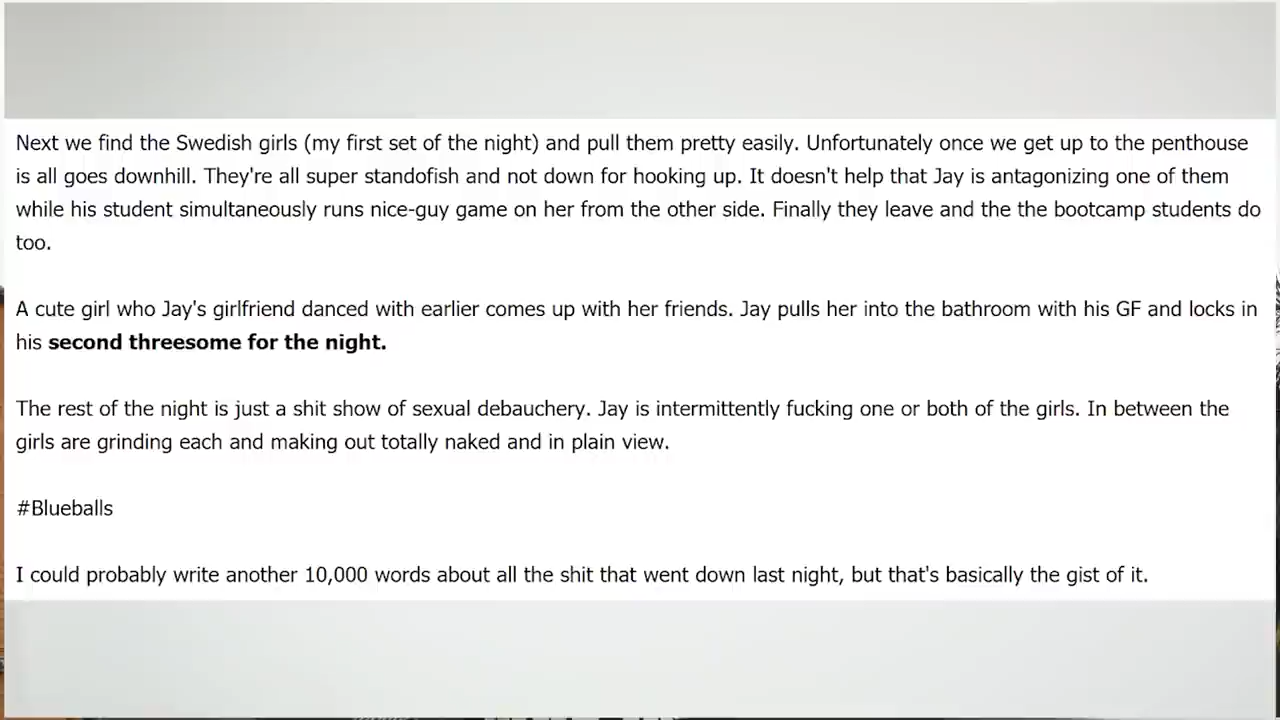 Next we find the Swedish girls (my first set of the night) and pull them pretty easily. Unfortunately once we get up to the penthouse
is all goes downhill. They're all super standofish and not down for hooking up. It doesn't help that Jay is antagonizing one of them
while his student simultaneously runs nice-guy game on her from the other side. Finally they leave and the the bootcamp students do
too.
A cute girl who Jay's girlfriend danced with earlier comes up with her friends. Jay pulls her into the bathroom with his GF and locks in
his second threesome for the night.
The rest of the night is just a shit show of sexual debauchery. Jay is intermittently fucking one or both of the girls. In between the
girls are grinding each and making out totally naked and in plain view.
#Blueballs
I could probably write another 10,000 words about all the shit that went down last night, but that's basically the gist of it.